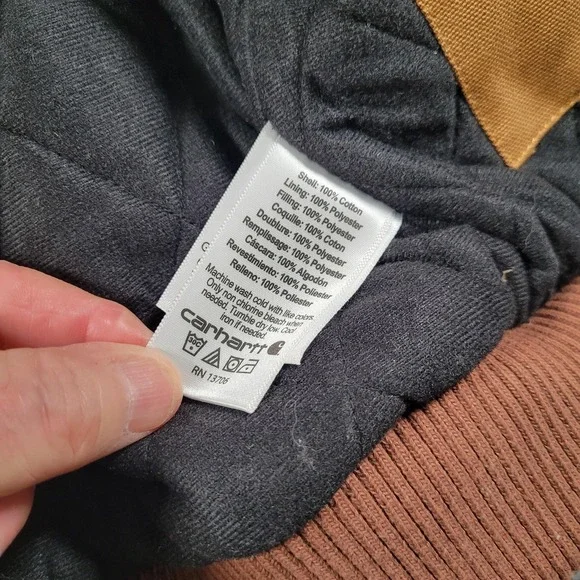 Shell: 100% Cotton
Lining: 100% Polyester
Filling: 100% Polyester
Coquille: 100% Coton
Doublure: 100% Polyester
Remplissage: 100% Polyester
Cáscara: 100% Algodón
Revestimiento: 100% Poliester
Relleno: 100% Poliester
Machine wash cold with like colors.
Only non chlorine bleach when
needed. Tumble dry low. Cool
iron if needed.
carhartt
RN 13706